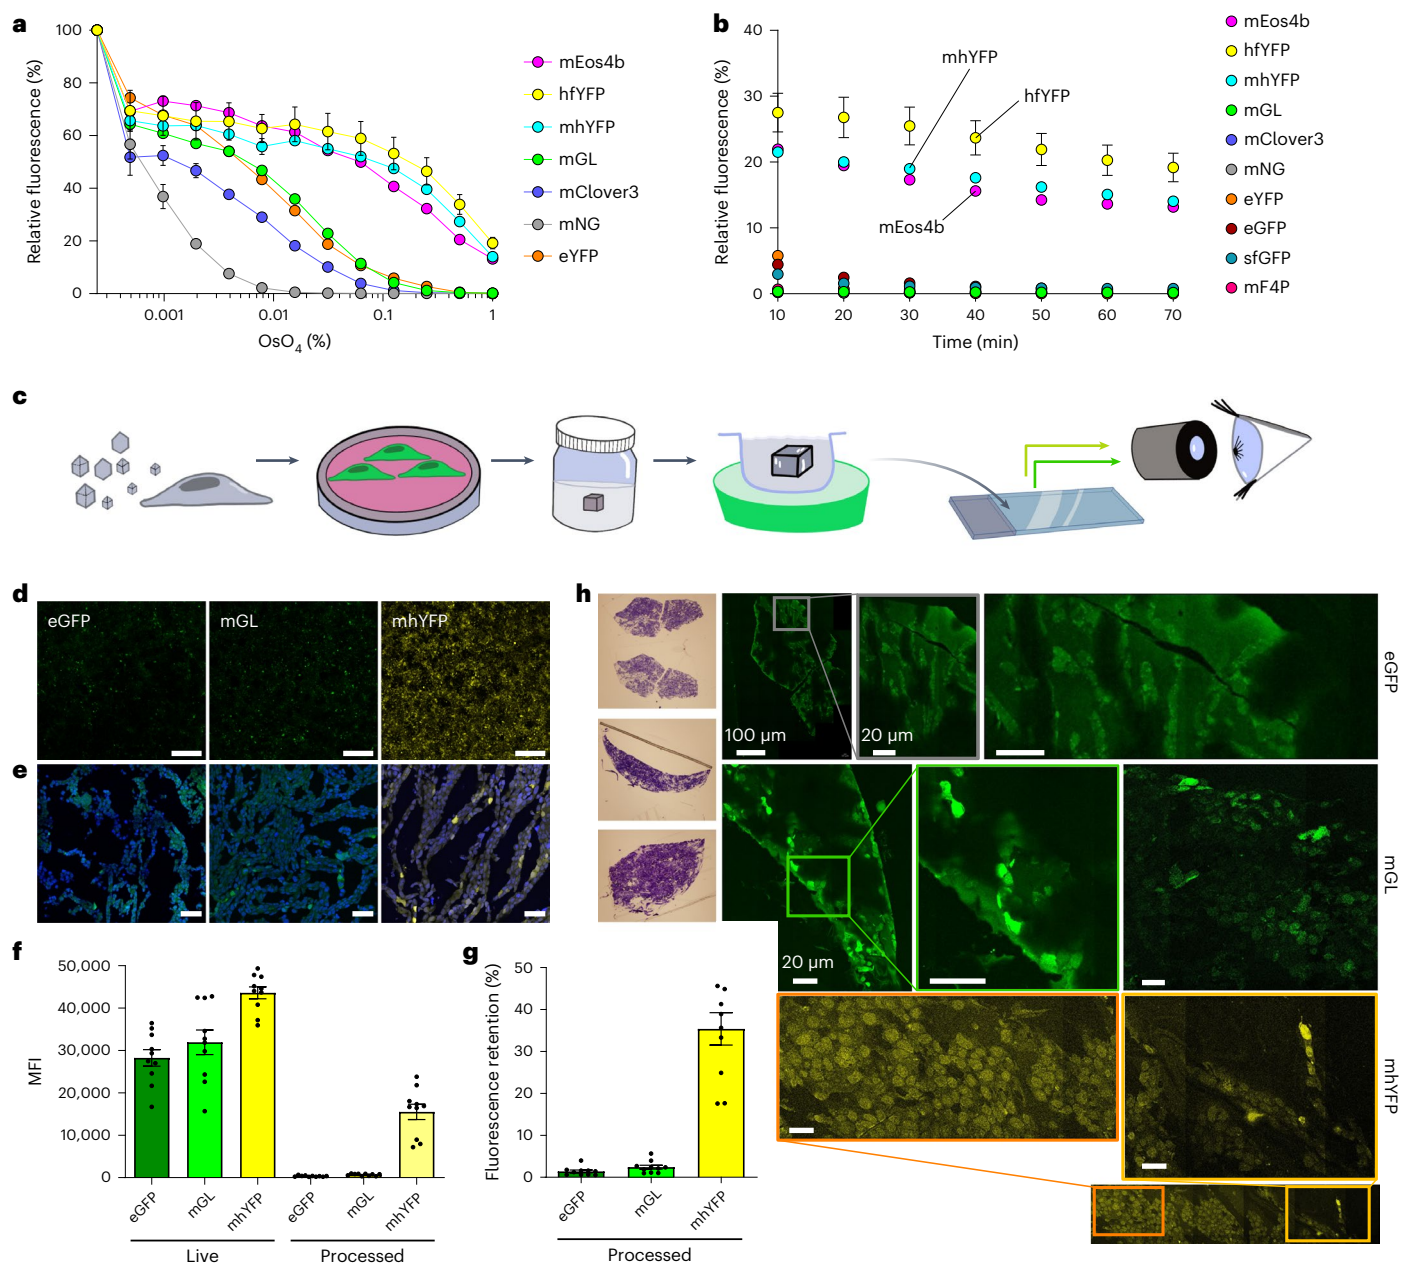 a
100
80
60
40
20
0
Relative fluorescence (%)
0.001
0.01
0.1
1
OsO4 (%)
mEos4b
hfYFP
mhYFP
mGL
mClover3
mNG
eYFP
b
40
30
20
10
0
Relative fluorescence (%)
mhYFP
hfYFP
mEos4b
10
20
30
40
50
60
70
Time (min)
mEos4b
hfYFP
mhYFP
mGL
mClover3
mNG
eYFP
eGFP
sfGFP
mF4P
c
d
eGFP
mGL
mhYFP
e
f
50,000
40,000
30,000
20,000
10,000
0
MFI
eGFP
mGL
mhYFP
eGFP
mGL
mhYFP
Live
Processed
g
50
40
30
20
10
0
Fluorescence retention (%)
eGFP
mGL
mhYFP
Processed
h
100 μm
20 μm
eGFP
20 μm
mGL
mhYFP